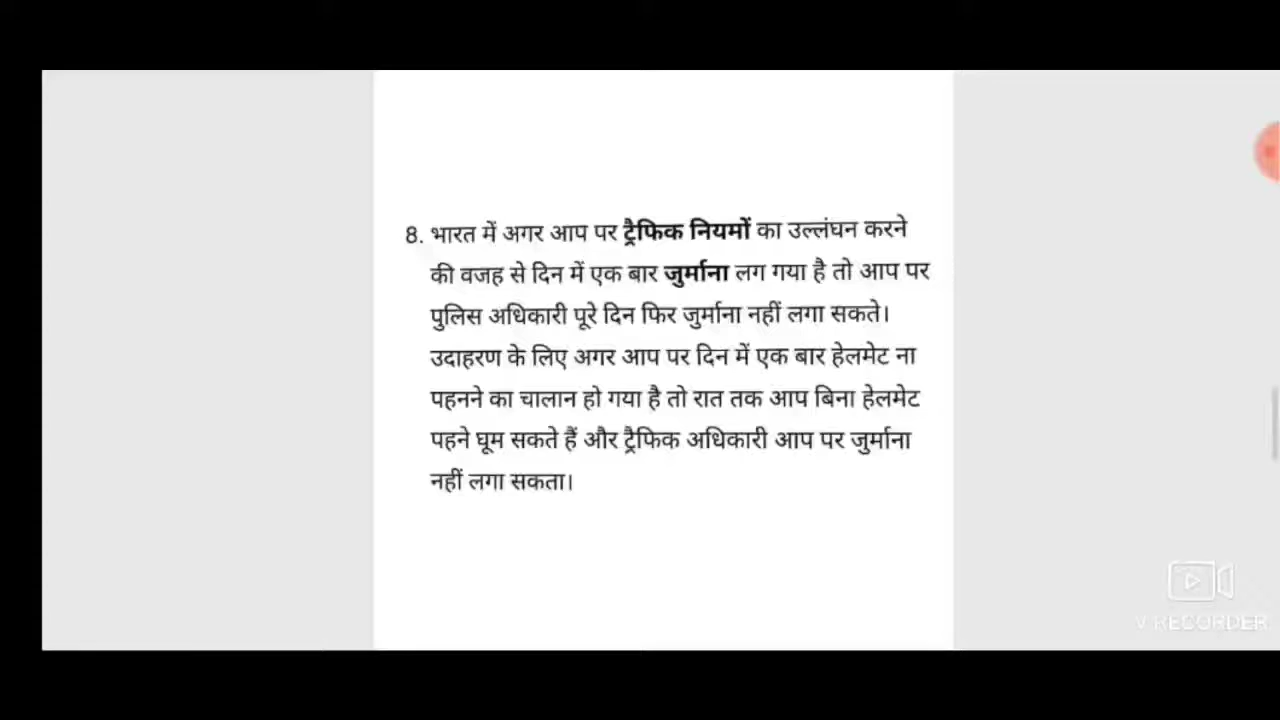 8. भारत में अगर आप पर ट्रैफिक नियमों का उल्लंघन करने
की वजह से दिन में एक बार जुर्माना लग गया है तो आप पर
पुलिस अधिकारी पूरे दिन फिर जुर्माना नहीं लगा सकते।
उदाहरण के लिए अगर आप पर दिन में एक बार हेलमेट ना
पहनने का चालान हो गया है तो रात तक आप बिना हेलमेट
पहने घूम सकते हैं और ट्रैफिक अधिकारी आप पर जुर्माना
नहीं लगा सकता।
V RECORDER